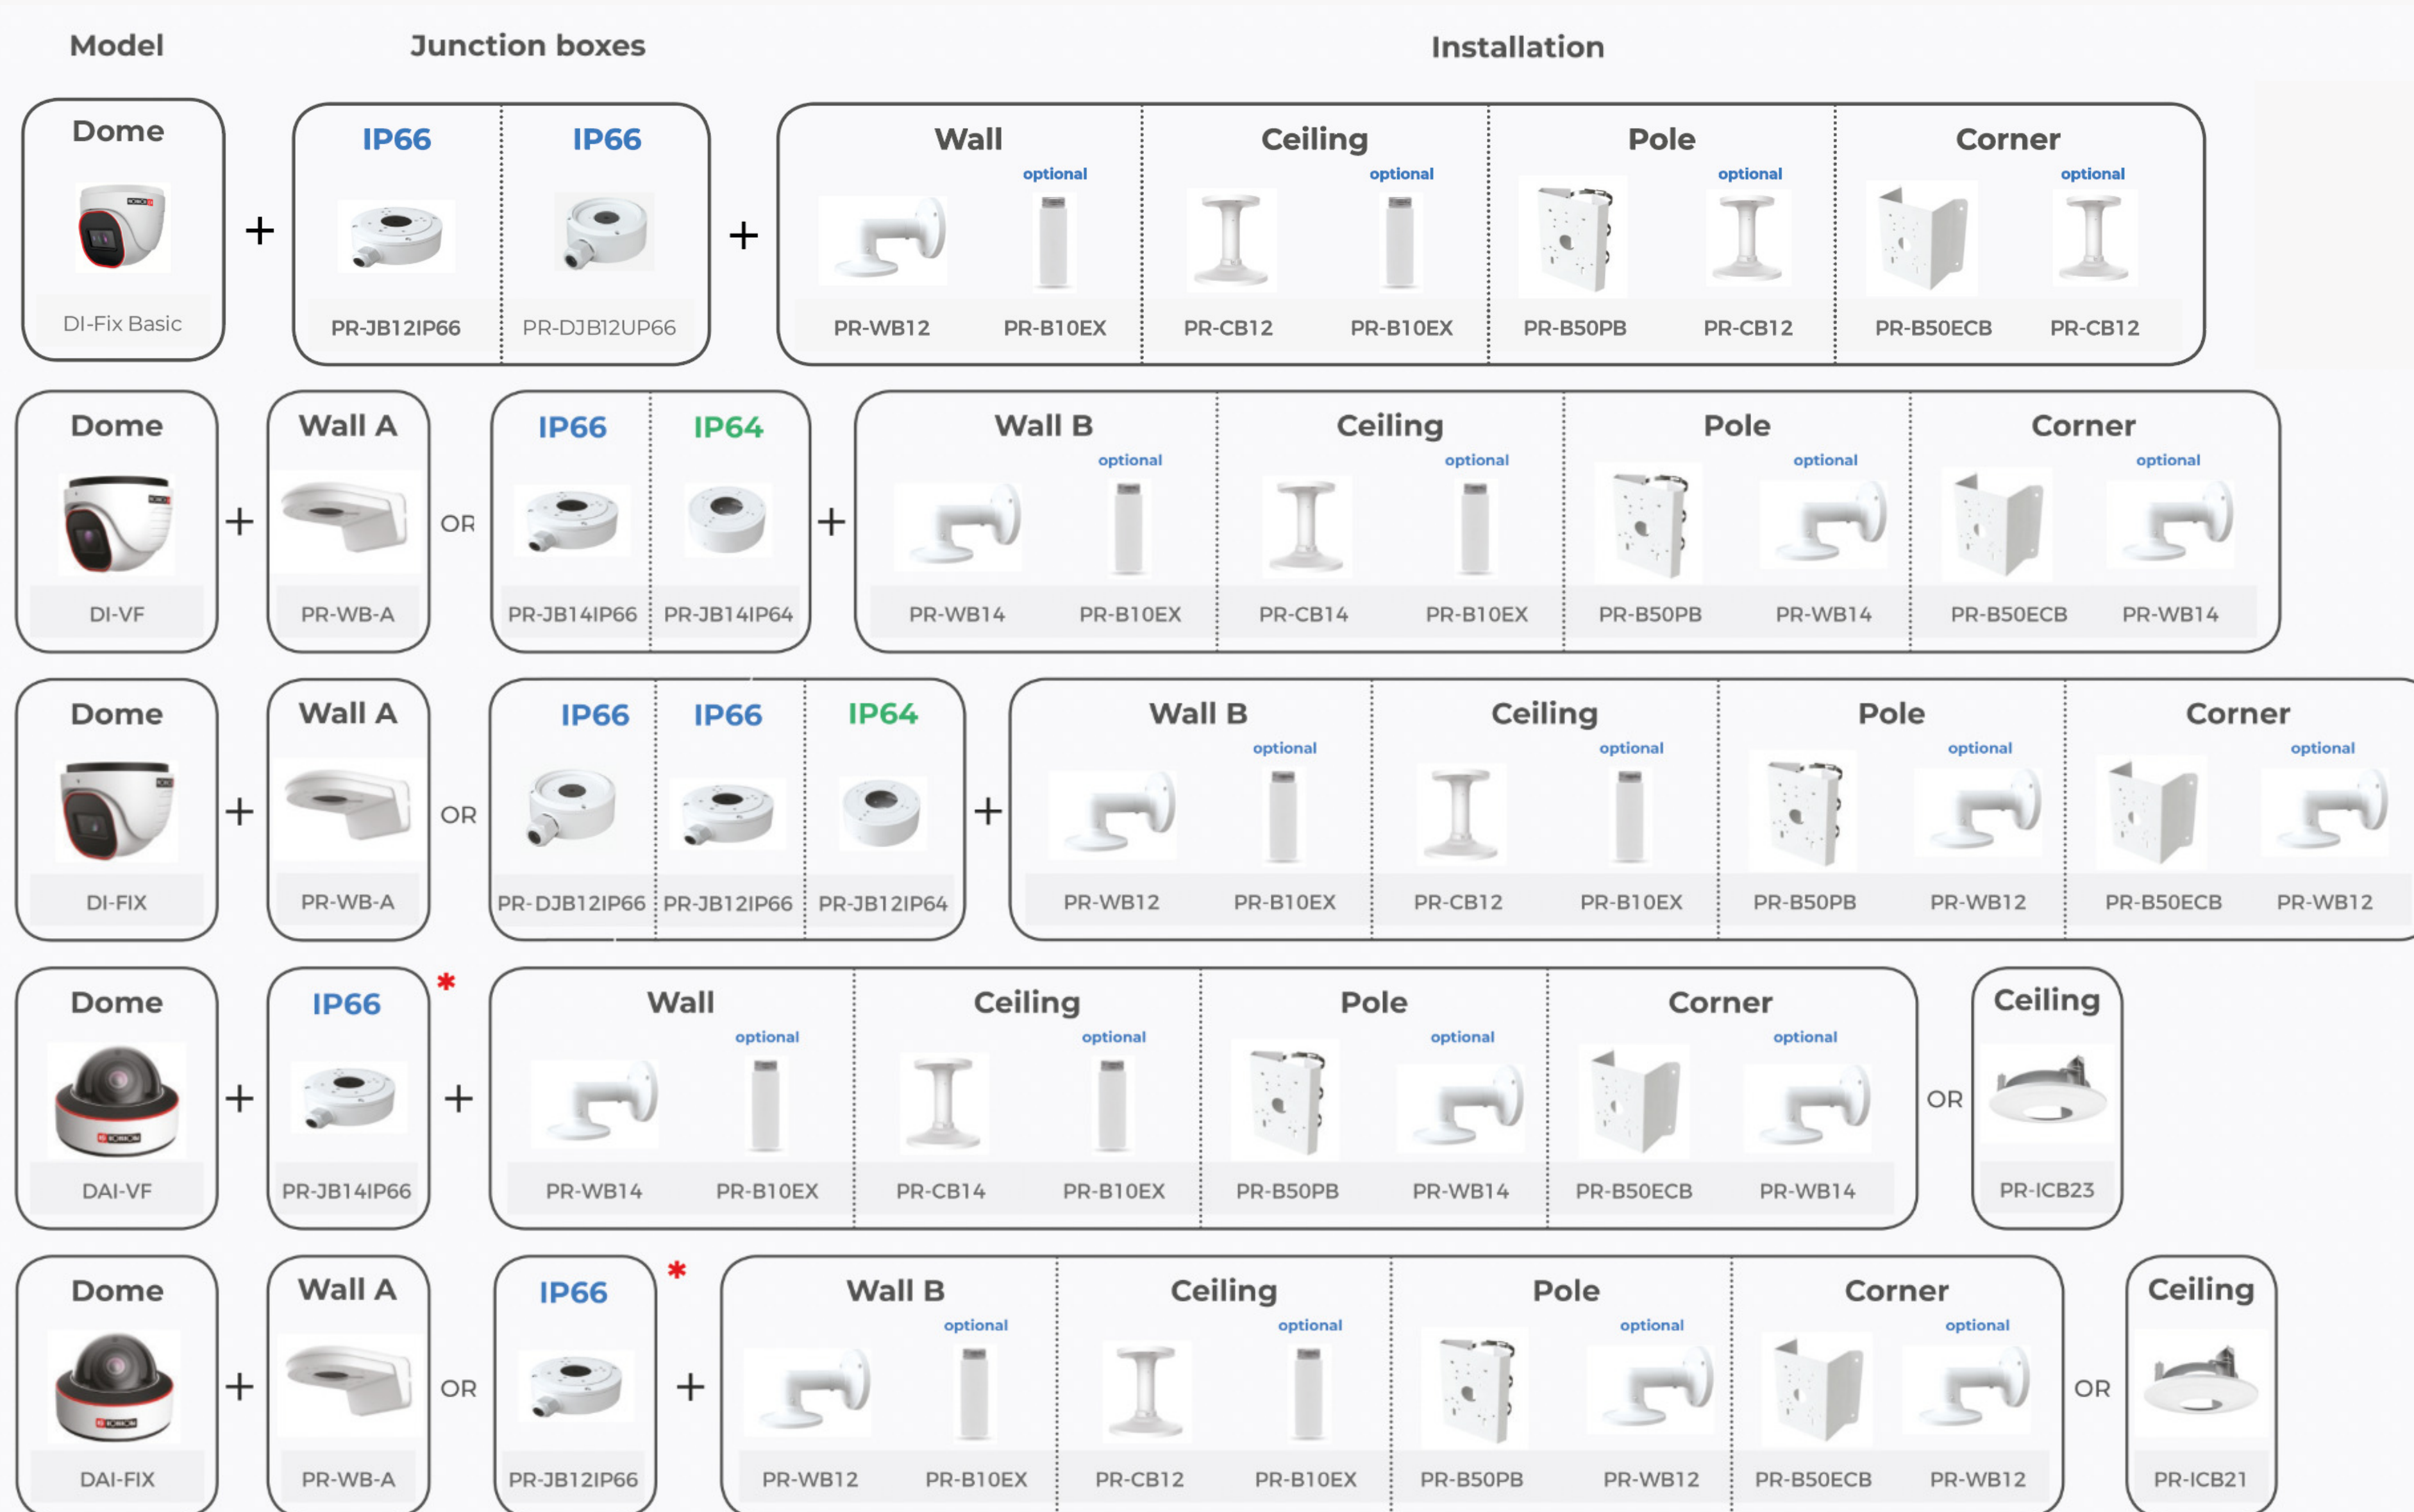 Model Junction boxes Installation
Dome IP66 IP66 Wall Ceiling Pole Corner
optional optional optional optional
+ +
DI-Fix Basic PR-JB12IP66 PR-DJB12UP66 PR-WB12 PR-B10EX PR-CB12 PR-B10EX PR-B50PB PR-CB12 PR-B50ECB PR-CB12
Dome Wall A IP66 IP64 Wall B Ceiling Pole Corner
optional optional optional optional
+ OR +
DI-VF PR-WB-A PR-JB14IP66 PR-JB14IP64 PR-WB14 PR-B10EX PR-CB14 PR-B10EX PR-B50PB PR-WB14 PR-B50ECB PR-WB14
Dome Wall A IP66 IP66 IP64 Wall B Ceiling Pole Corner
optional optional optional optional
+ OR +
DI-FIX PR-WB-A PR-DJB12IP66 PR-JB12IP66 PR-JB12IP64 PR-WB12 PR-B10EX PR-CB12 PR-B10EX PR-B50PB PR-WB12 PR-B50ECB PR-WB12
Dome IP66 * Wall Ceiling Pole Corner Ceiling
optional optional optional optional
+ + OR
DAI-VF PR-JB14IP66 PR-WB14 PR-B10EX PR-CB14 PR-B10EX PR-B50PB PR-WB14 PR-B50ECB PR-WB14 PR-ICB23
Dome Wall A IP66 * Wall B Ceiling Pole Corner Ceiling
optional optional optional optional
+ OR + OR
DAI-FIX PR-WB-A PR-JB12IP66 PR-WB12 PR-B10EX PR-CB12 PR-B10EX PR-B50PB PR-WB12 PR-B50ECB PR-WB12 PR-ICB21